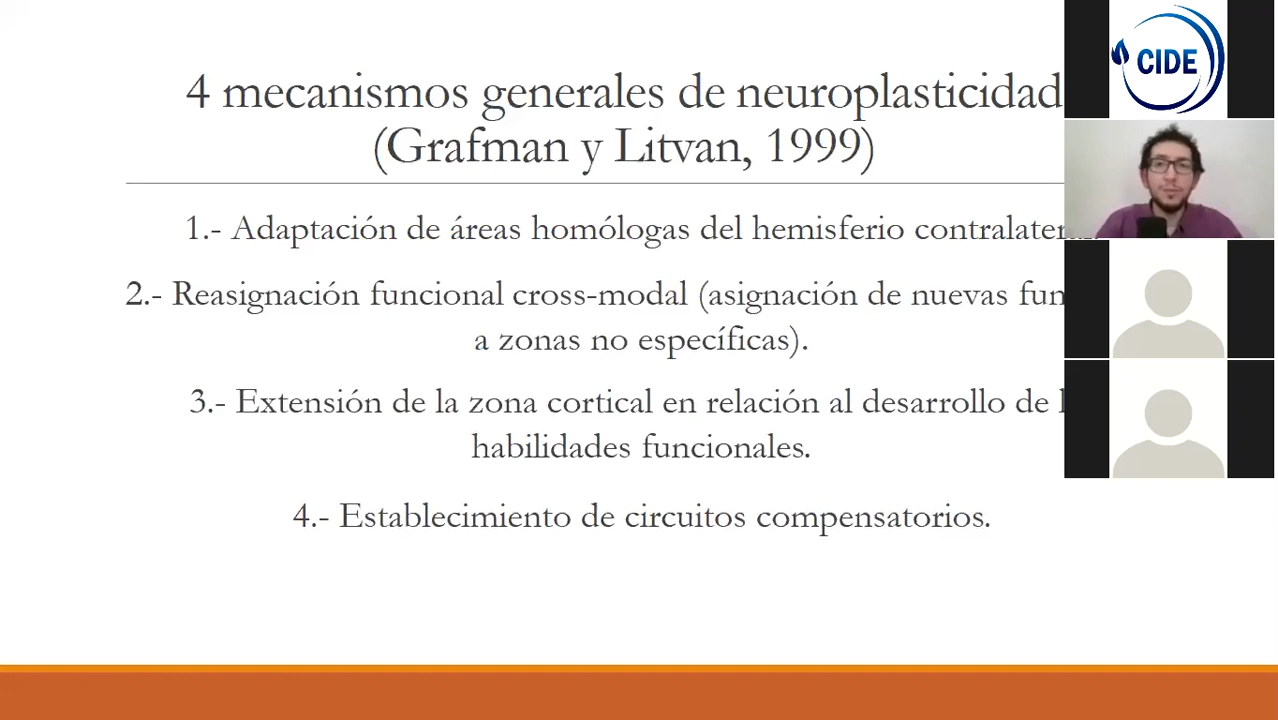 4 mecanismos generales de neuroplasticidad
(Grafman y Litvan, 1999)
1.- Adaptación de áreas homólogas del hemisferio
2.- Reasignación funcional cross-modal (asignación de nuevas
a zonas no específicas).
3.- Extensión de la zona cortical en relación al desarrollo de
habilidades funcionales.
4.- Establecimiento de circuitos compensatorios.
CIDE